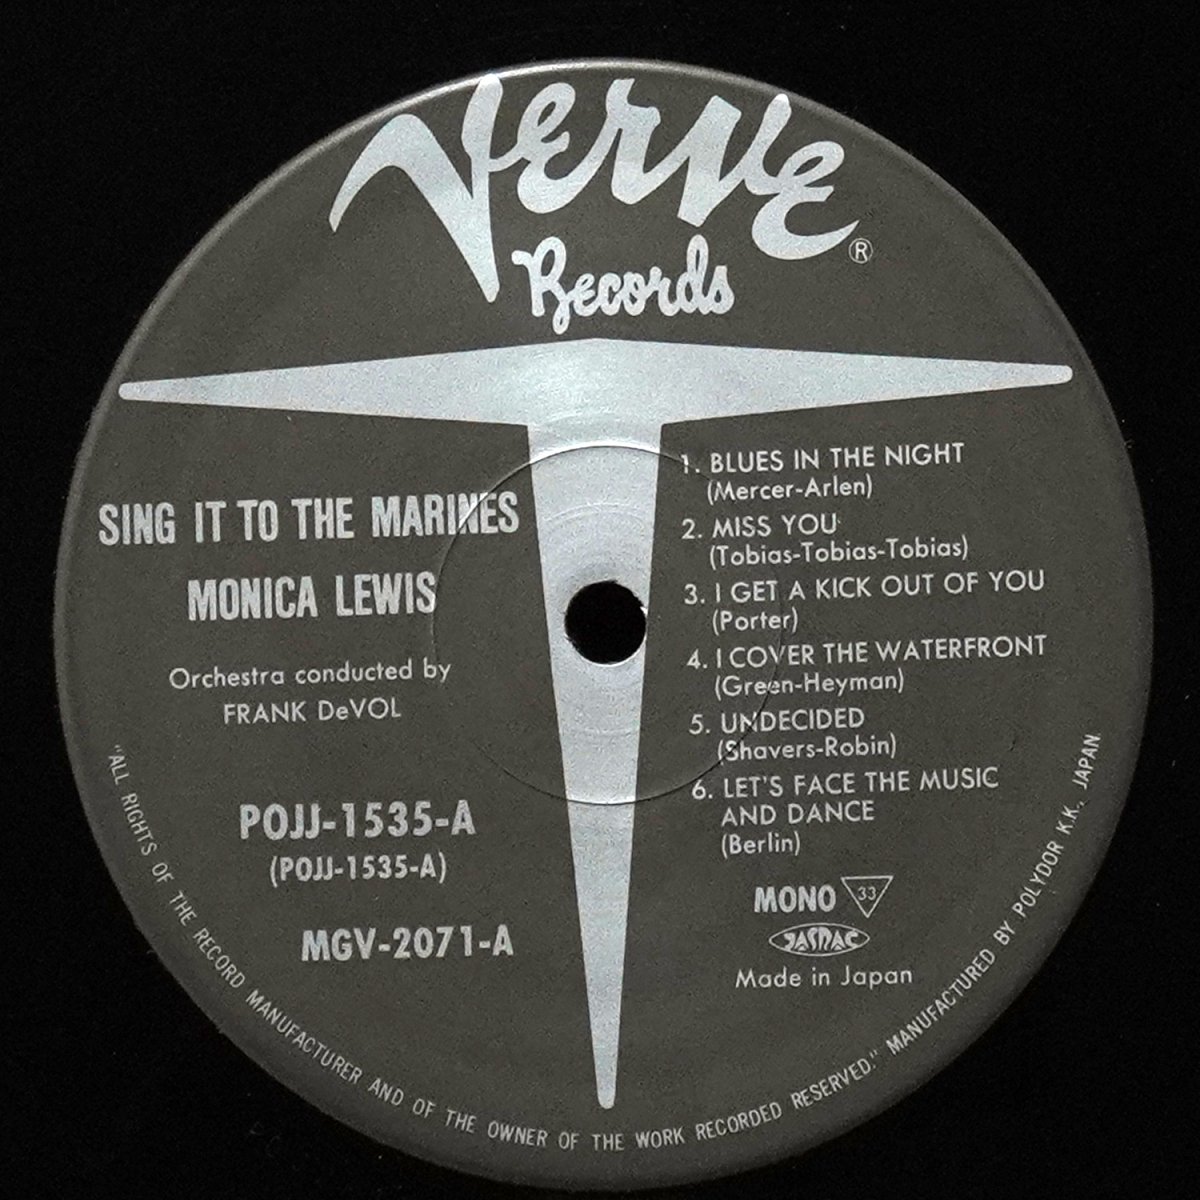 Verve
Records ®
SING IT TO THE MARINES
MONICA LEWIS
Orchestra conducted by
FRANK DeVOL
POJJ-1535-A
(POJJ-1535-A)
MGV-2071-A
1. BLUES IN THE NIGHT
(Mercer-Arlen)
2. MISS YOU
(Tobias-Tobias-Tobias)
3. I GET A KICK OUT OF YOU
(Porter)
4. I COVER THE WATERFRONT
(Green-Heyman)
5. UNDECIDED
(Shavers-Robin)
6. LET'S FACE THE MUSIC
AND DANCE
(Berlin)
MONO 33
JASRAC
Made in Japan
"ALL RIGHTS OF THE RECORD MANUFACTURER AND OF THE OWNER OF THE WORK RECORDED RESERVED." MANUFACTURED BY POLYDOR K.K., JAPAN